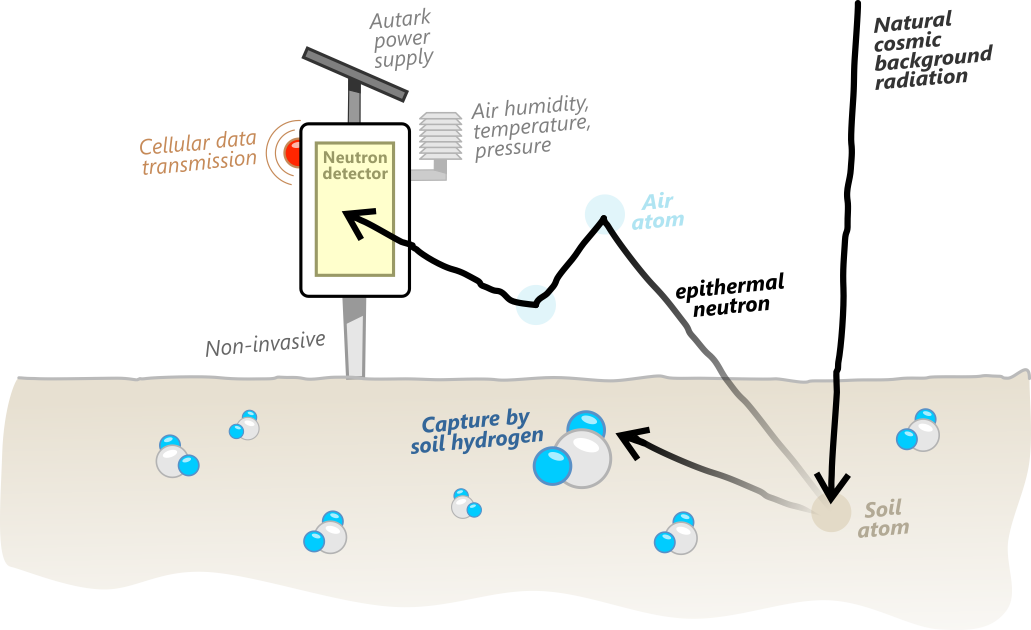 Autark
power
supply
Natural
cosmic
background
radiation
Air humidity,
temperature,
pressure
Cellular data
transmission
Neutron
detector
Air
atom
epithermal
neutron
Non-invasive
Capture by
soil hydrogen
Soil
atom